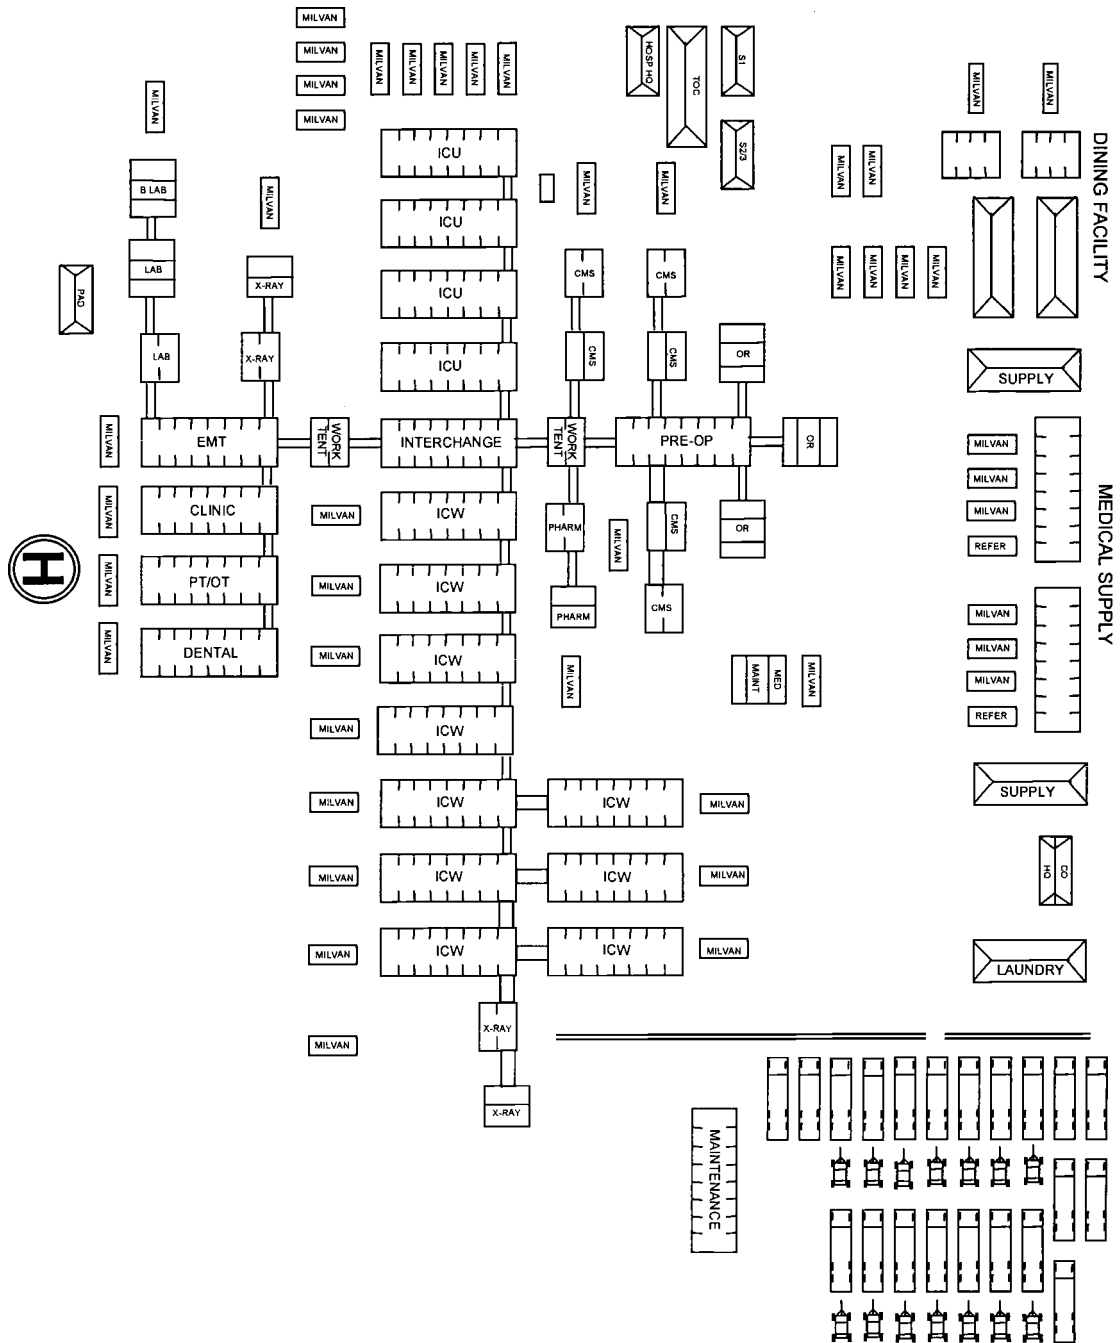 MILVAN
MILVAN
MILVAN
MILVAN
MILVAN
MILVAN
MILVAN
MILVAN
MILVAN
HOSP HQ
TOC
S1
S2/3
MILVAN
MILVAN
DINING FACILITY
MILVAN
B LAB
LAB
LAB
PAD
MILVAN
X-RAY
X-RAY
ICU
ICU
ICU
ICU
MILVAN
MILVAN
CMS
CMS
CMS
CMS
OR
MILVAN
MILVAN
MILVAN
MILVAN
MILVAN
MILVAN
SUPPLY
MILVAN
EMT
WORK
TENT
INTERCHANGE
WORK
TENT
PRE-OP
OR
MILVAN
MILVAN
MILVAN
REFER
MEDICAL SUPPLY
MILVAN
CLINIC
MILVAN
ICW
PHARM
MILVAN
CMS
OR
H
MILVAN
PT/OT
MILVAN
ICW
PHARM
CMS
MILVAN
DENTAL
MILVAN
ICW
MILVAN
MED
MAINT
MILVAN
MILVAN
MILVAN
MILVAN
REFER
MILVAN
ICW
SUPPLY
MILVAN
ICW
ICW
MILVAN
MILVAN
ICW
ICW
MILVAN
CO
HQ
MILVAN
ICW
ICW
MILVAN
LAUNDRY
X-RAY
MILVAN
X-RAY
MAINTENANCE